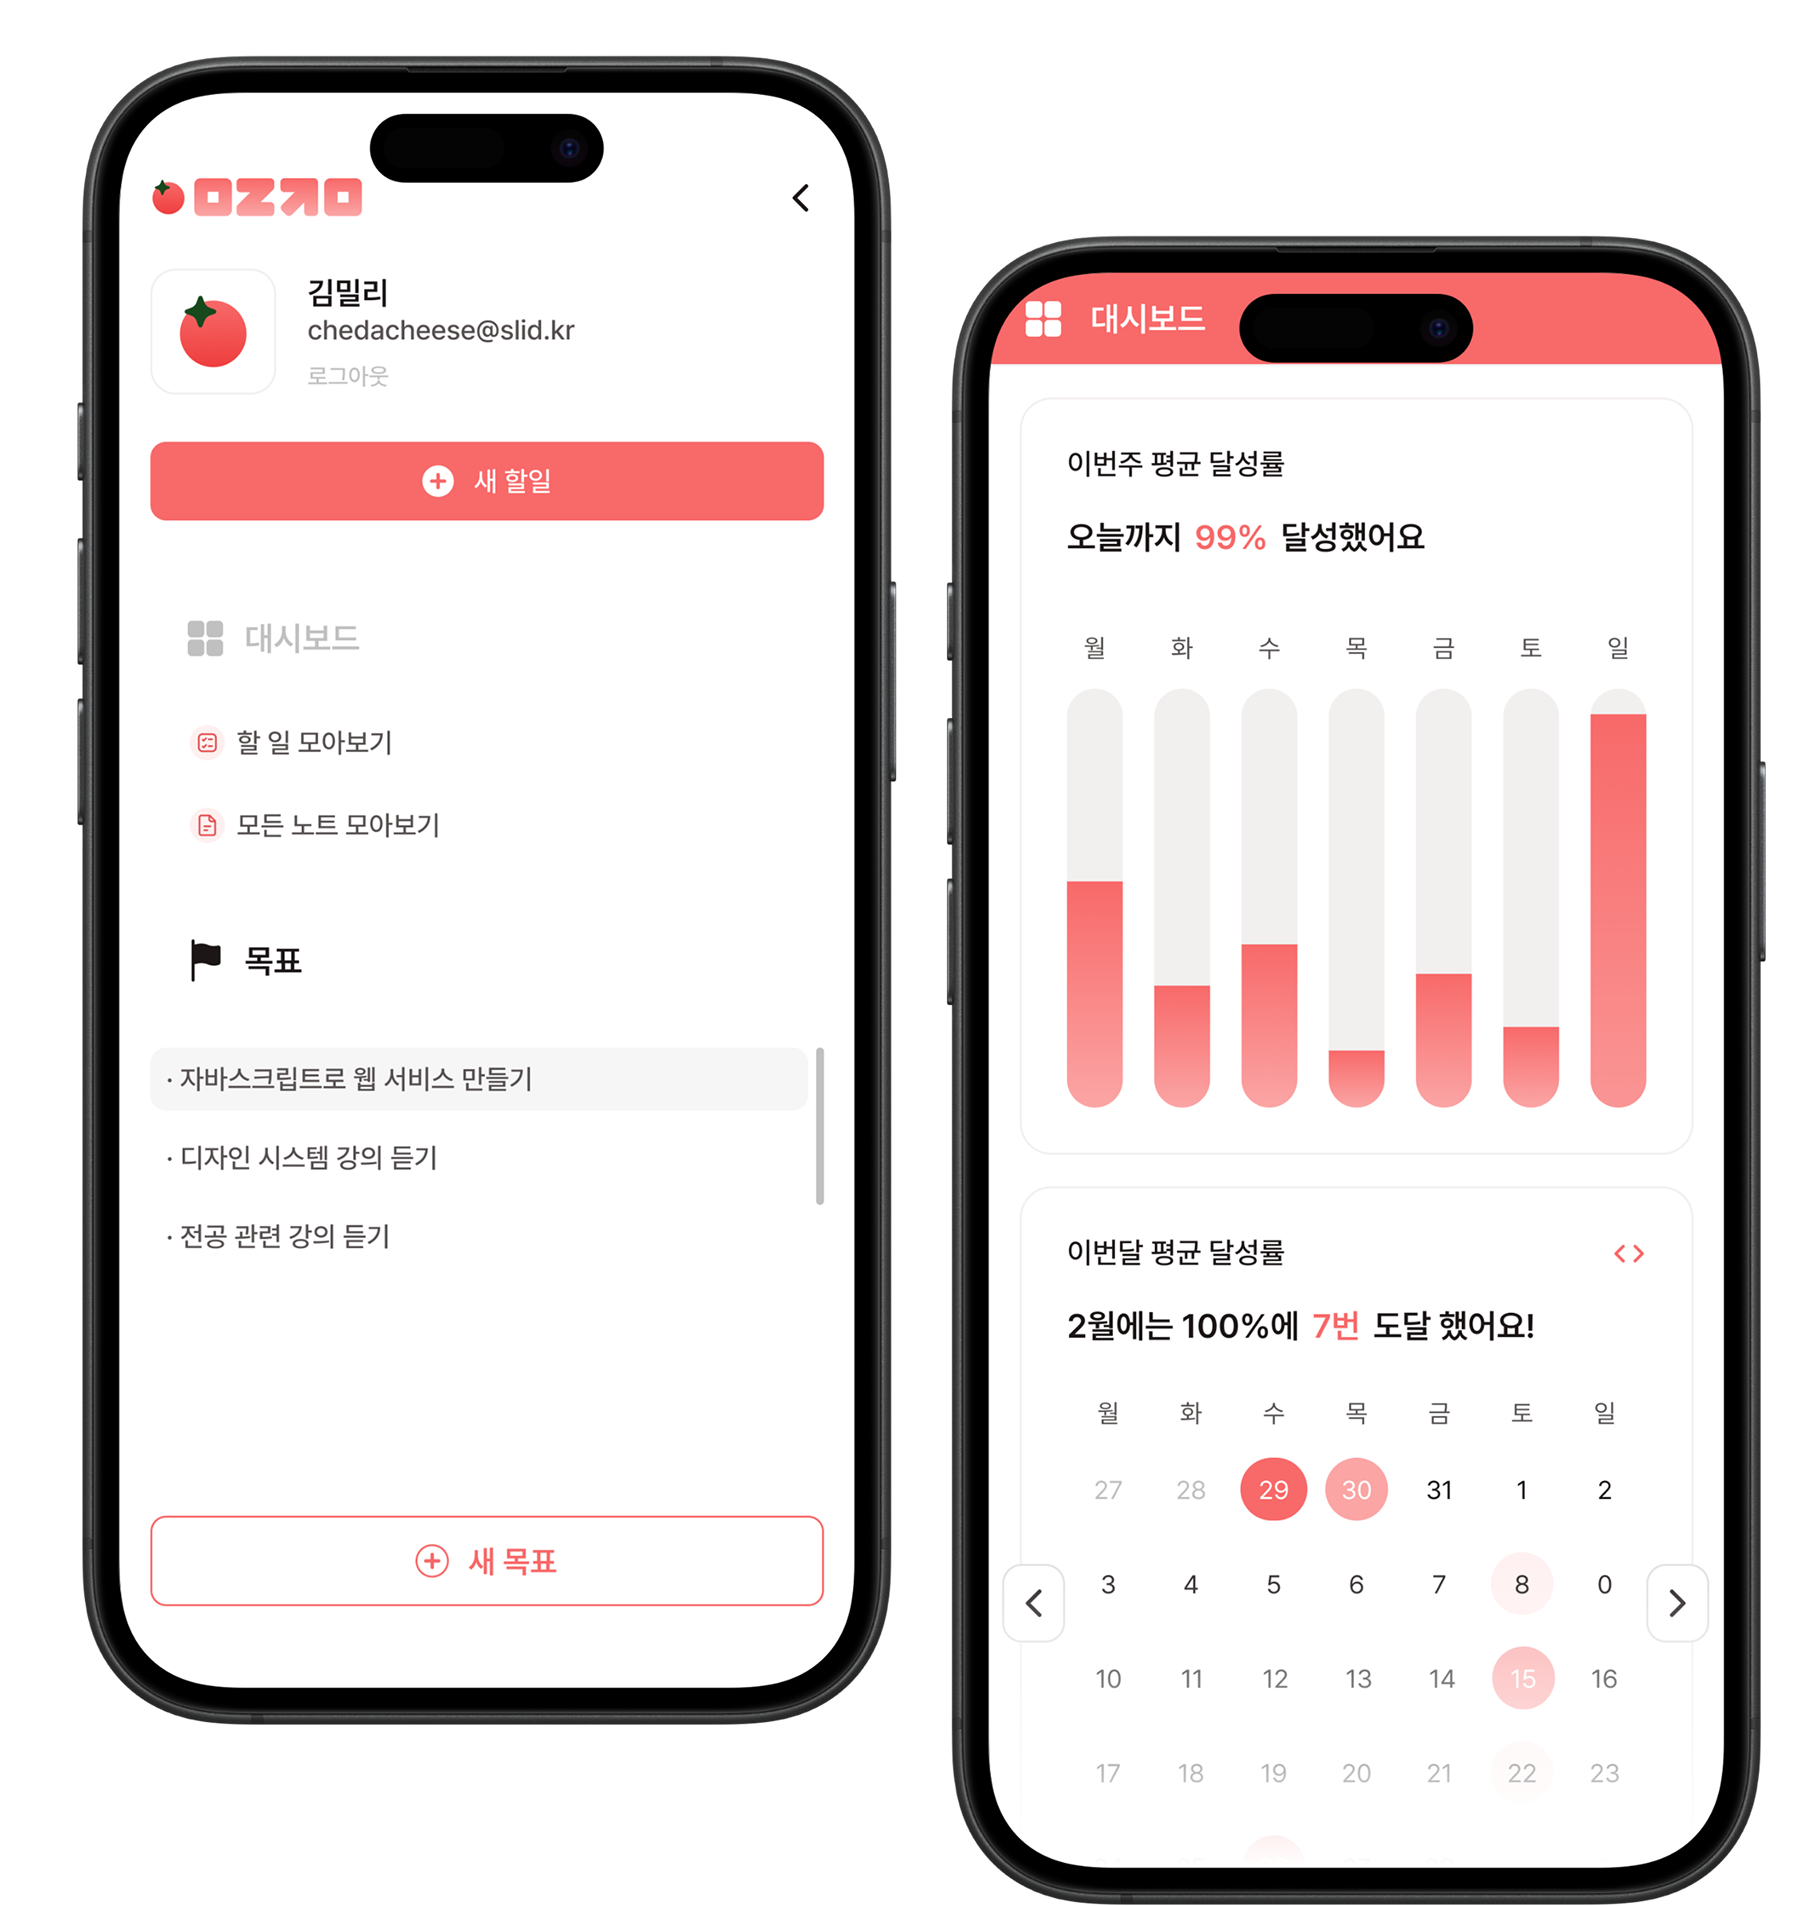 김밀리
chedacheese@slid.kr
로그아웃
새 할일
대시보드
할 일 모아보기
모든 노트 모아보기
목표
· 자바스크립트로 웹 서비스 만들기
· 디자인 시스템 강의 듣기
· 전공 관련 강의 듣기
새 목표
대시보드
이번주 평균 달성률
오늘까지 99% 달성했어요
월 화 수 목 금 토 일
이번달 평균 달성률
2월에는 100%에 7번 도달 했어요!
월 화 수 목 금 토 일
27 28 29 30 31 1 2
3 4 5 6 7 8 0
10 11 12 13 14 15 16
17 18 19 20 21 22 23